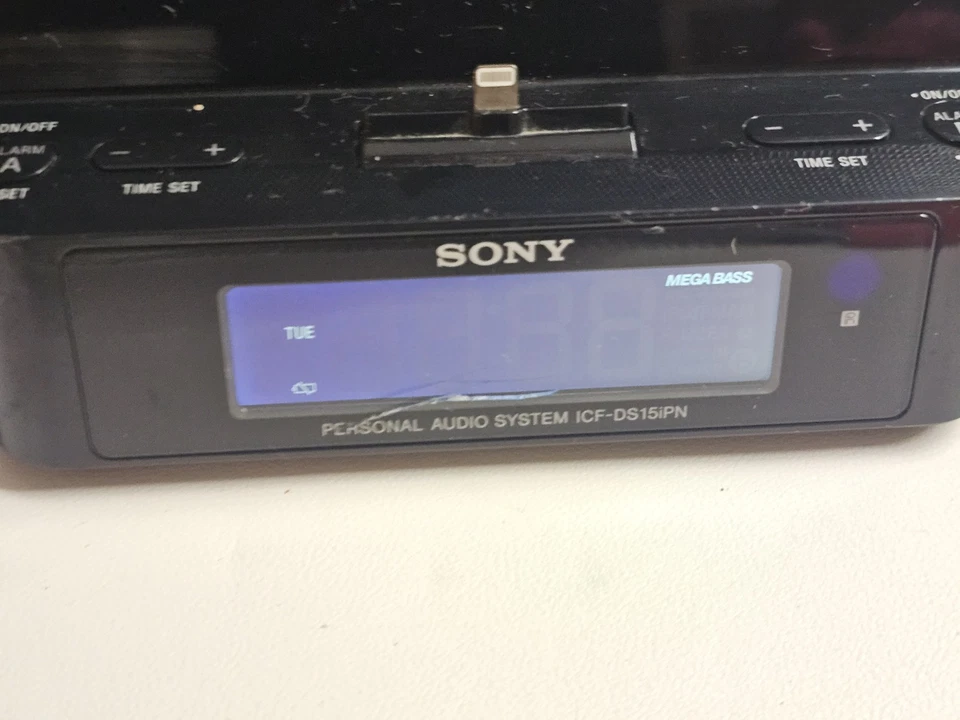 ON/OFF
ALARM
A
SET
− +
TIME SET
− +
TIME SET
• ON/OFF
ALA
SONY
MEGA BASS
TUE
PERSONAL AUDIO SYSTEM ICF-DS15iPN